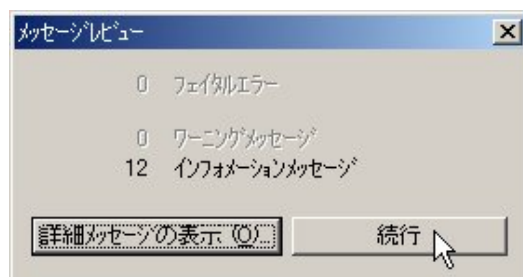 メッセージレビュー
0 フェイタルエラー
0 ワーニングメッセージ
12 インフォメーションメッセージ
詳細メッセージの表示 (O)... 続行